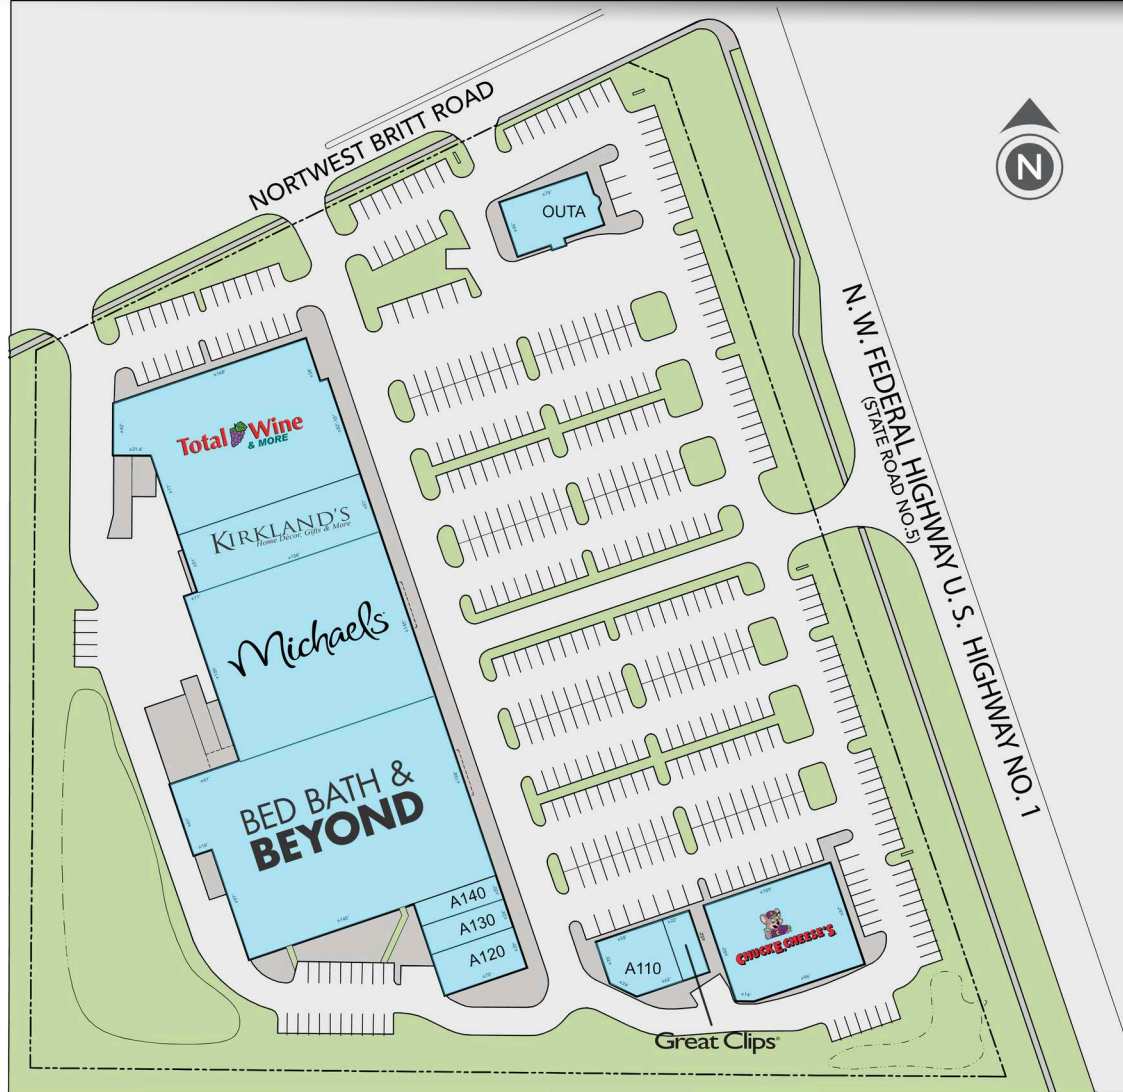 NORTWEST BRITT ROAD
N
OUTA
N. W. FEDERAL HIGHWAY U. S. HIGHWAY NO. 1
(STATE ROAD NO.5)
Total Wine
& MORE
KIRKLAND'S
Home Décor, Gifts & More
Michaels
BED BATH &
BEYOND
A140
A130
A120
A110
CHUCK E. CHEESE'S
Great Clips®